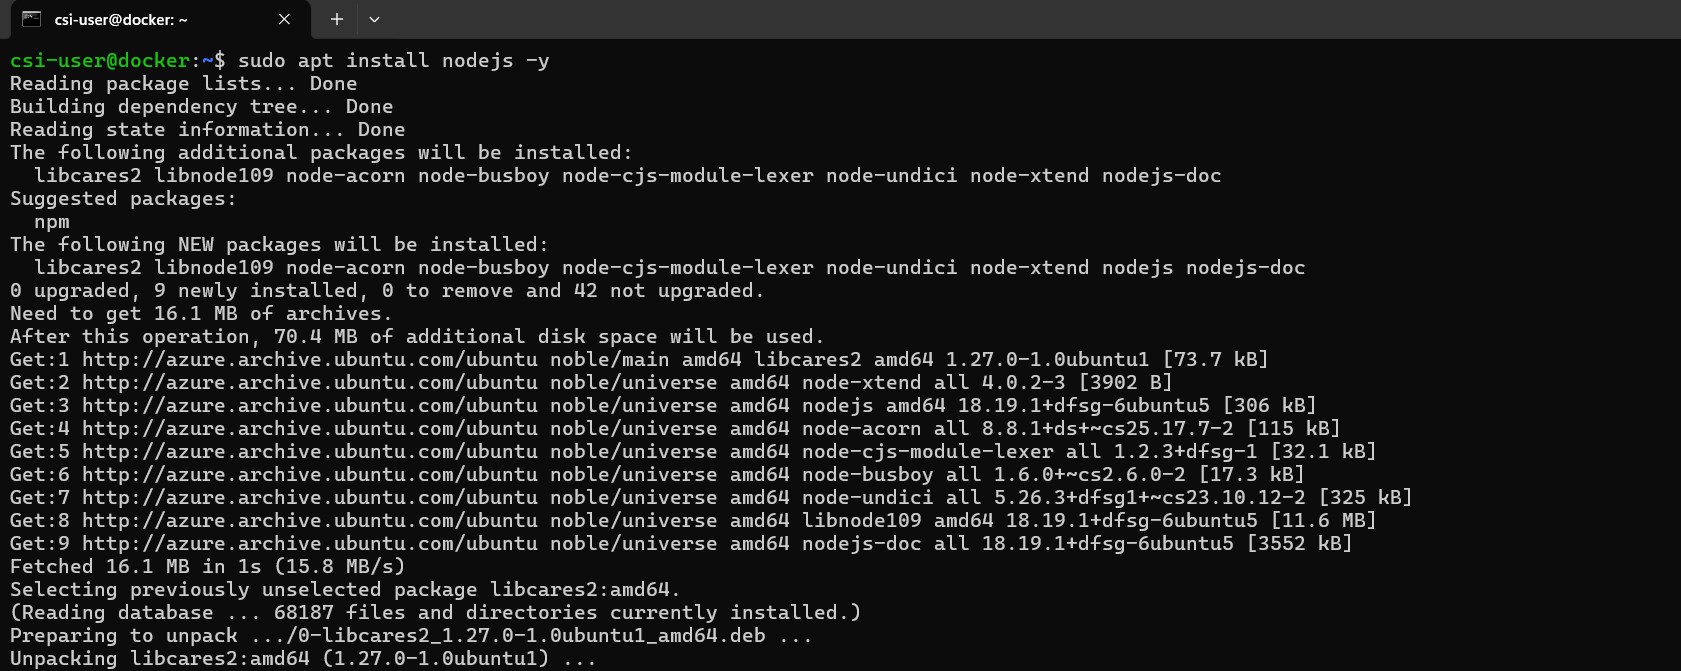 csi-user@docker: ~
csi-user@docker:~$ sudo apt install nodejs -y
Reading package lists... Done
Building dependency tree... Done
Reading state information... Done
The following additional packages will be installed:
  libcares2 libnode109 node-acorn node-busboy node-cjs-module-lexer node-undici node-xtend nodejs-doc
Suggested packages:
  npm
The following NEW packages will be installed:
  libcares2 libnode109 node-acorn node-busboy node-cjs-module-lexer node-undici node-xtend nodejs nodejs-doc
0 upgraded, 9 newly installed, 0 to remove and 42 not upgraded.
Need to get 16.1 MB of archives.
After this operation, 70.4 MB of additional disk space will be used.
Get:1 http://azure.archive.ubuntu.com/ubuntu noble/main amd64 libcares2 amd64 1.27.0-1.0ubuntu1 [73.7 kB]
Get:2 http://azure.archive.ubuntu.com/ubuntu noble/universe amd64 node-xtend all 4.0.2-3 [3902 B]
Get:3 http://azure.archive.ubuntu.com/ubuntu noble/universe amd64 nodejs amd64 18.19.1+dfsg-6ubuntu5 [306 kB]
Get:4 http://azure.archive.ubuntu.com/ubuntu noble/universe amd64 node-acorn all 8.8.1+ds+~cs25.17.7-2 [115 kB]
Get:5 http://azure.archive.ubuntu.com/ubuntu noble/universe amd64 node-cjs-module-lexer all 1.2.3+dfsg-1 [32.1 kB]
Get:6 http://azure.archive.ubuntu.com/ubuntu noble/universe amd64 node-busboy all 1.6.0+~cs2.6.0-2 [17.3 kB]
Get:7 http://azure.archive.ubuntu.com/ubuntu noble/universe amd64 node-undici all 5.26.3+dfsg1+~cs23.10.12-2 [325 kB]
Get:8 http://azure.archive.ubuntu.com/ubuntu noble/universe amd64 libnode109 amd64 18.19.1+dfsg-6ubuntu5 [11.6 MB]
Get:9 http://azure.archive.ubuntu.com/ubuntu noble/universe amd64 nodejs-doc all 18.19.1+dfsg-6ubuntu5 [3552 kB]
Fetched 16.1 MB in 1s (15.8 MB/s)
Selecting previously unselected package libcares2:amd64.
(Reading database ... 68187 files and directories currently installed.)
Preparing to unpack .../0-libcares2_1.27.0-1.0ubuntu1_amd64.deb ...
Unpacking libcares2:amd64 (1.27.0-1.0ubuntu1) ...